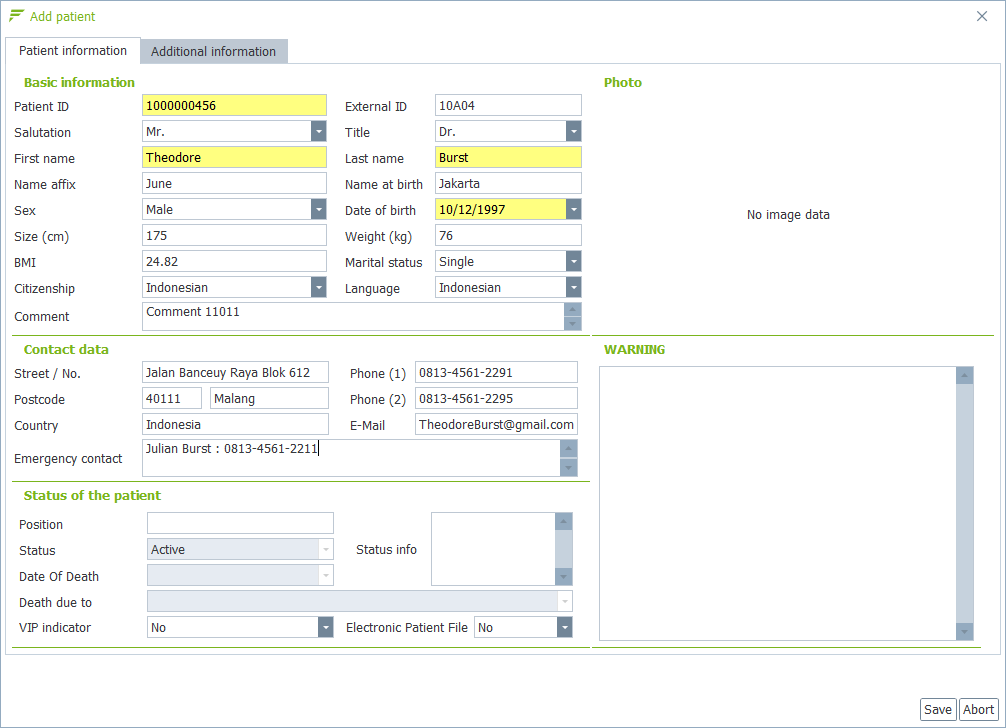 Add patient
Patient information Additional information
Basic information
Patient ID 1000000456 External ID 10A04
Salutation Mr. Title Dr.
First name Theodore Last name Burst
Name affix June Name at birth Jakarta
Sex Male Date of birth 10/12/1997
Size (cm) 175 Weight (kg) 76
BMI 24.82 Marital status Single
Citizenship Indonesian Language Indonesian
Comment Comment 11011
Photo
No image data
Contact data
Street / No. Jalan Banceuy Raya Blok 612 Phone (1) 0813-4561-2291
Postcode 40111 Malang Phone (2) 0813-4561-2295
Country Indonesia E-Mail TheodoreBurst@gmail.com
Emergency contact Julian Burst : 0813-4561-2211
WARNING
Status of the patient
Position
Status Active Status info
Date Of Death
Death due to
VIP indicator No Electronic Patient File No
Save Abort